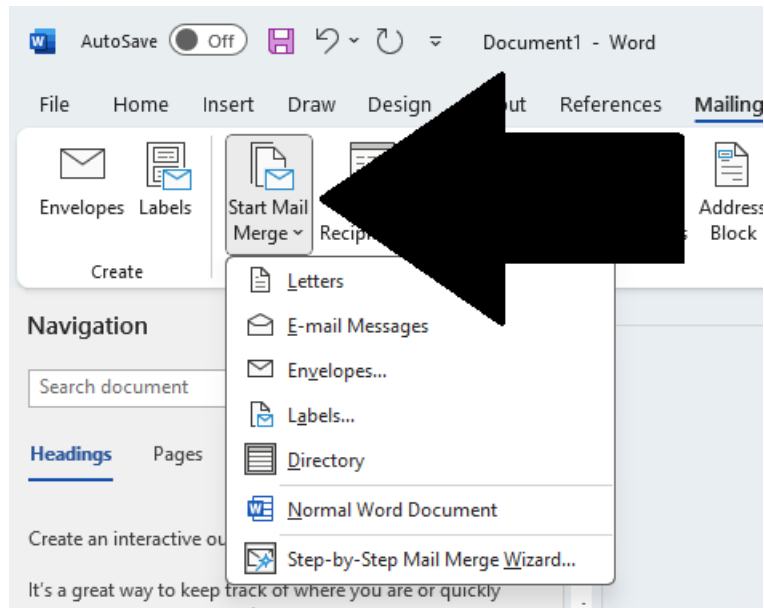 AutoSave Off Document1 - Word
File Home Insert Draw Design References Mailing
Envelopes Labels Start Mail Address
Merge Block
Create
Letters
E-mail Messages
Envelopes...
Labels...
Directory
Normal Word Document
Step-by-Step Mail Merge Wizard...
Navigation
Search document
Headings Pages
Create an interactive
It's a great way to keep track of where you are or quickly